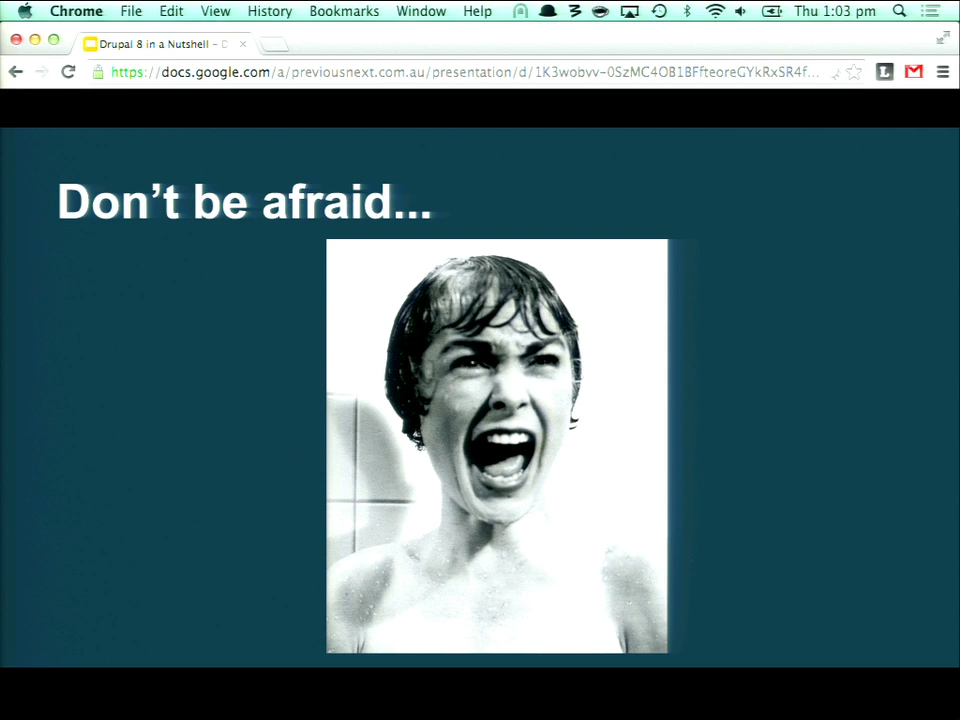 Chrome File Edit View History Bookmarks Window Help Thu 1:03 pm
Drupal 8 in a Nutshell – D
https://docs.google.com/a/previousnext.com.au/presentation/d/1K3wobvv-0SzMC4OB1BFfteoreGYkRxSR4f...
Don’t be afraid...